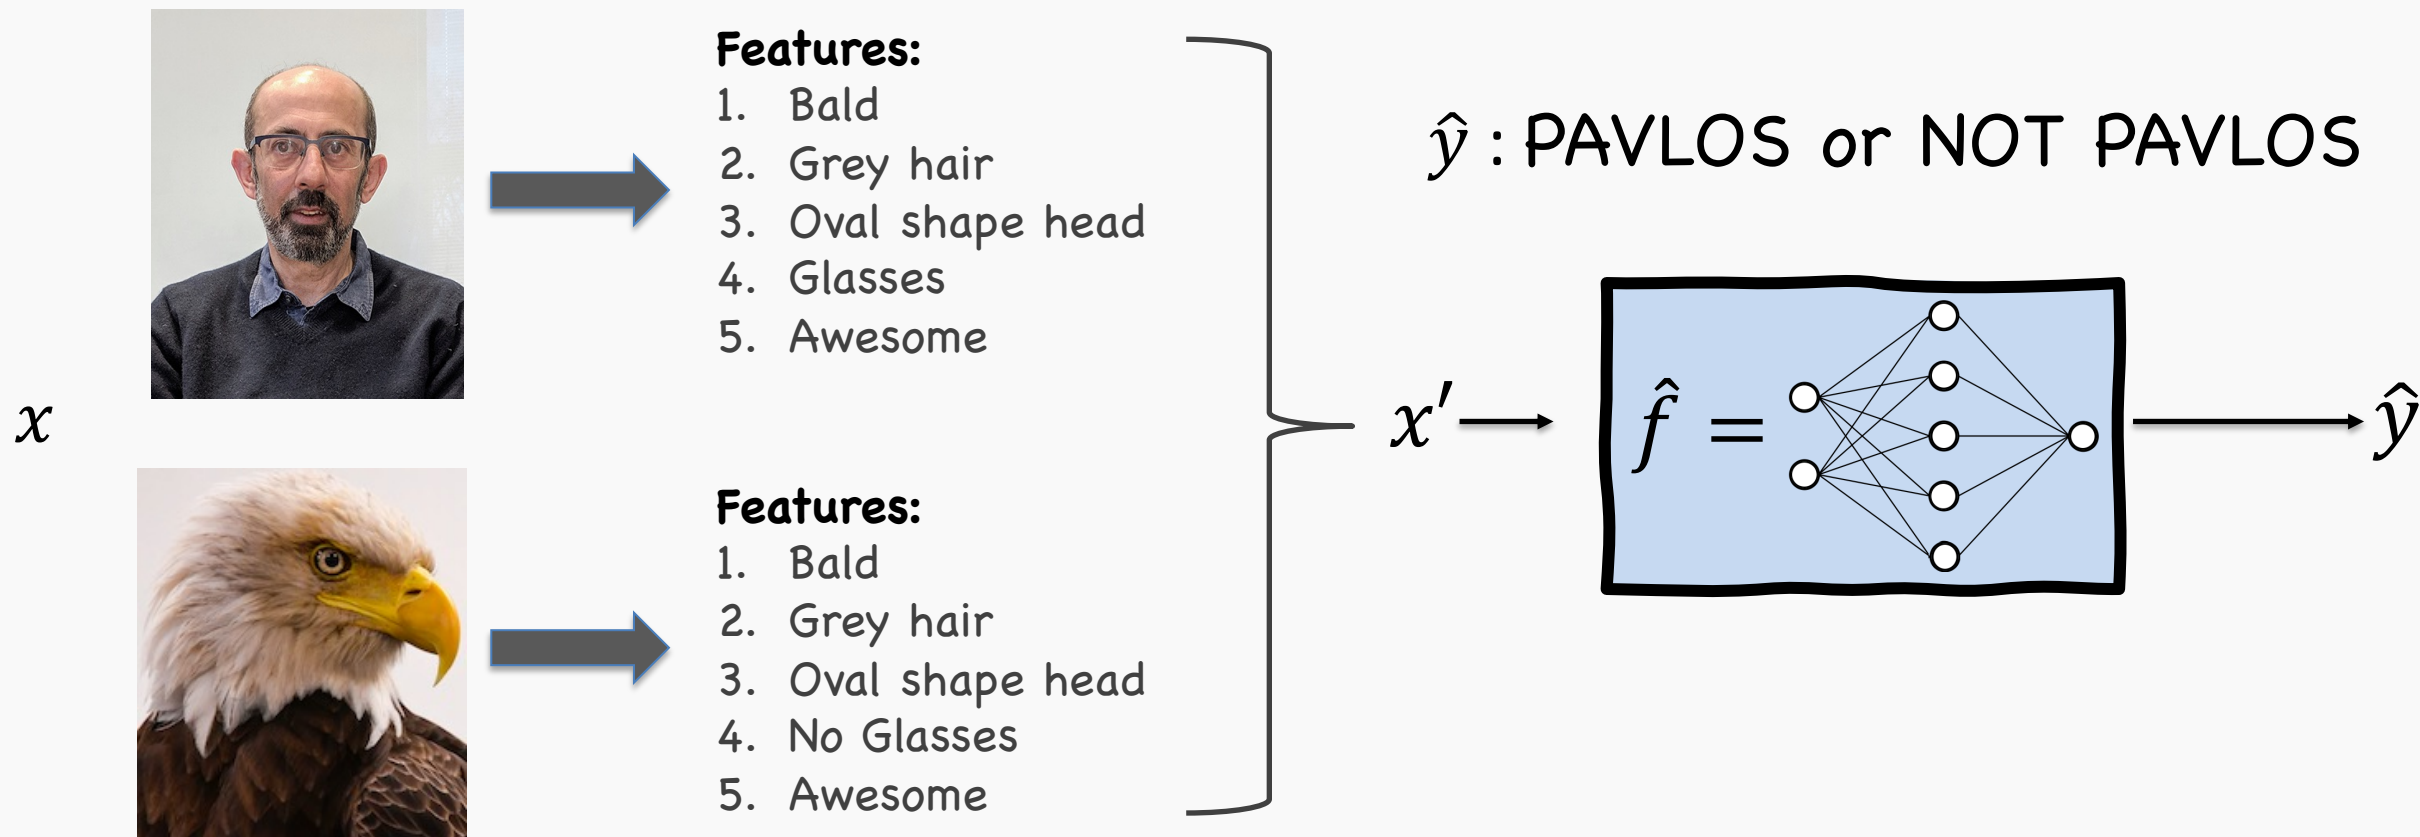 Features:
1. Bald
2. Grey hair
3. Oval shape head
4. Glasses
5. Awesome
x
Features:
1. Bald
2. Grey hair
3. Oval shape head
4. No Glasses
5. Awesome
ŷ : PAVLOS or NOT PAVLOS
x′
f̂ =
ŷ